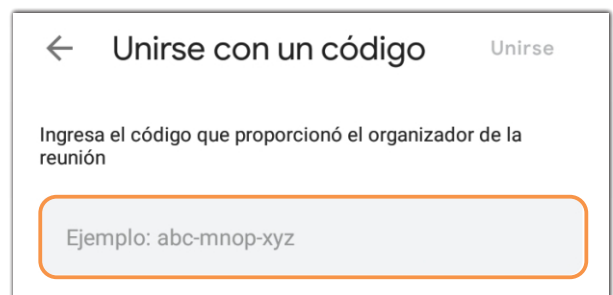 Unirse con un código Unirse
Ingresa el código que proporcionó el organizador de la
reunión
Ejemplo: abc-mnop-xyz